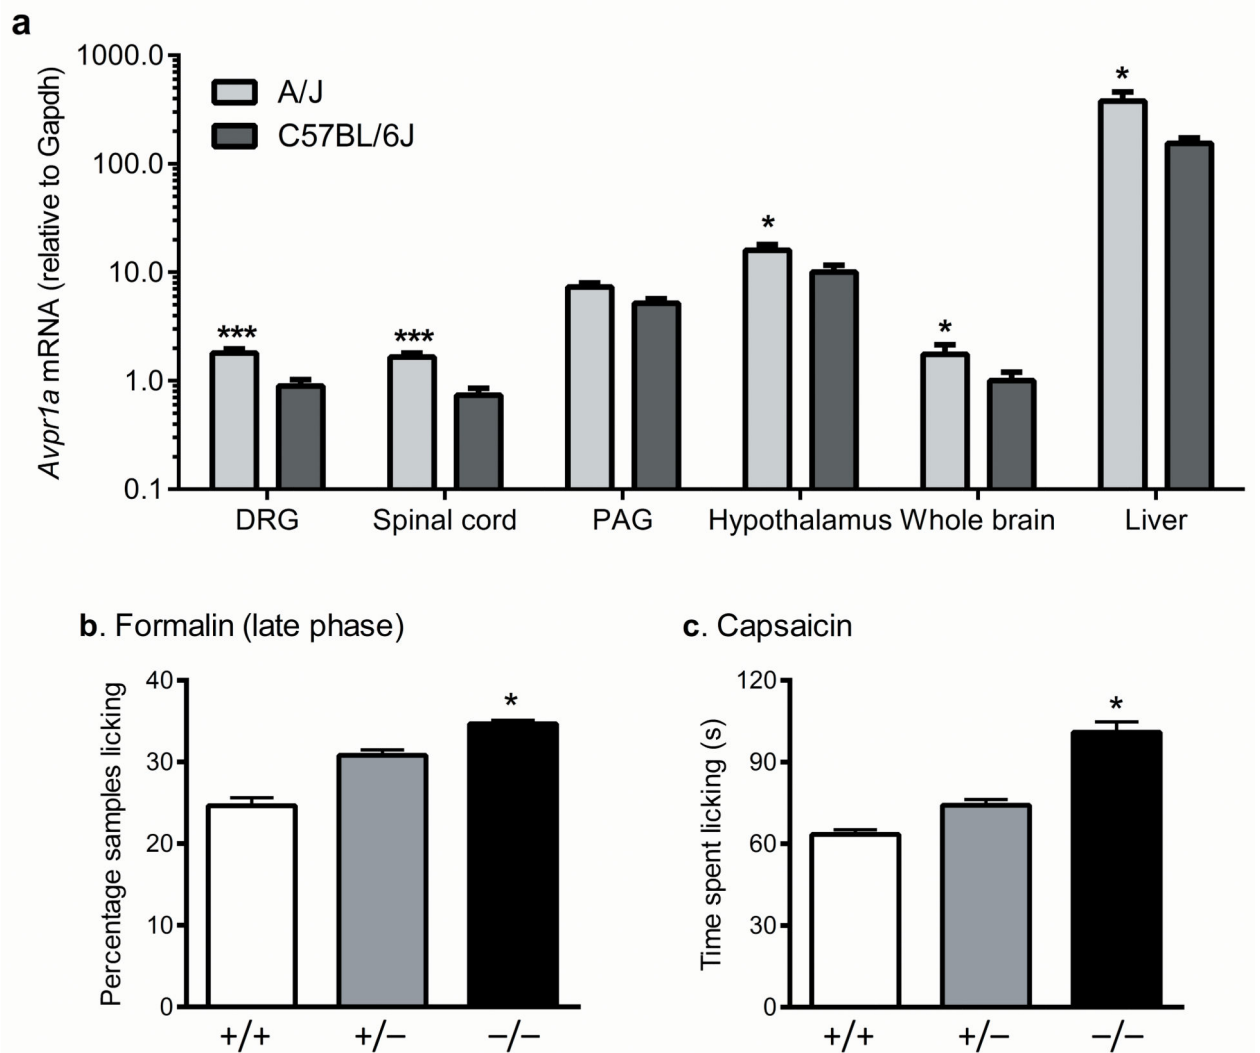 a
Avpr1a mRNA (relative to Gapdh)
1000.0
100.0
10.0
1.0
0.1
A/J
C57BL/6J
*** *** * * *
DRG Spinal cord PAG Hypothalamus Whole brain Liver
b. Formalin (late phase)
Percentage samples licking
40
30
20
10
0
*
+/+ +/– –/–
c. Capsaicin
Time spent licking (s)
120
90
60
30
0
*
+/+ +/– –/–